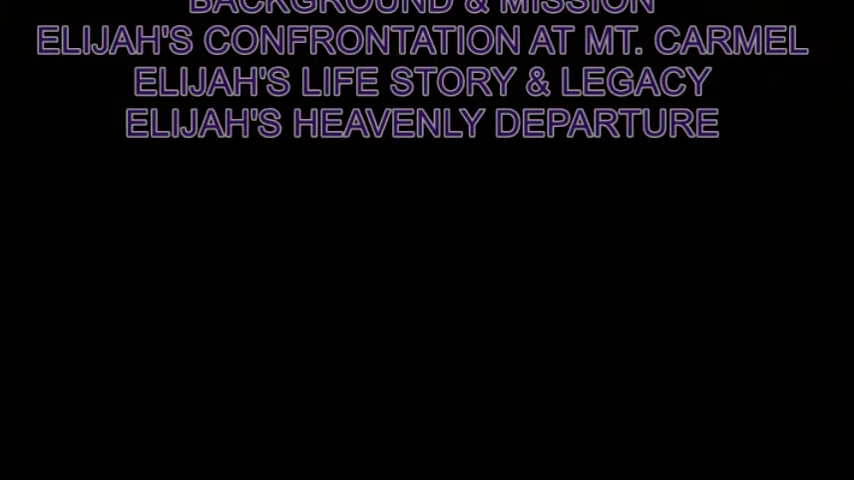 BACKGROUND & MISSION
ELIJAH'S CONFRONTATION AT MT. CARMEL
ELIJAH'S LIFE STORY & LEGACY
ELIJAH'S HEAVENLY DEPARTURE